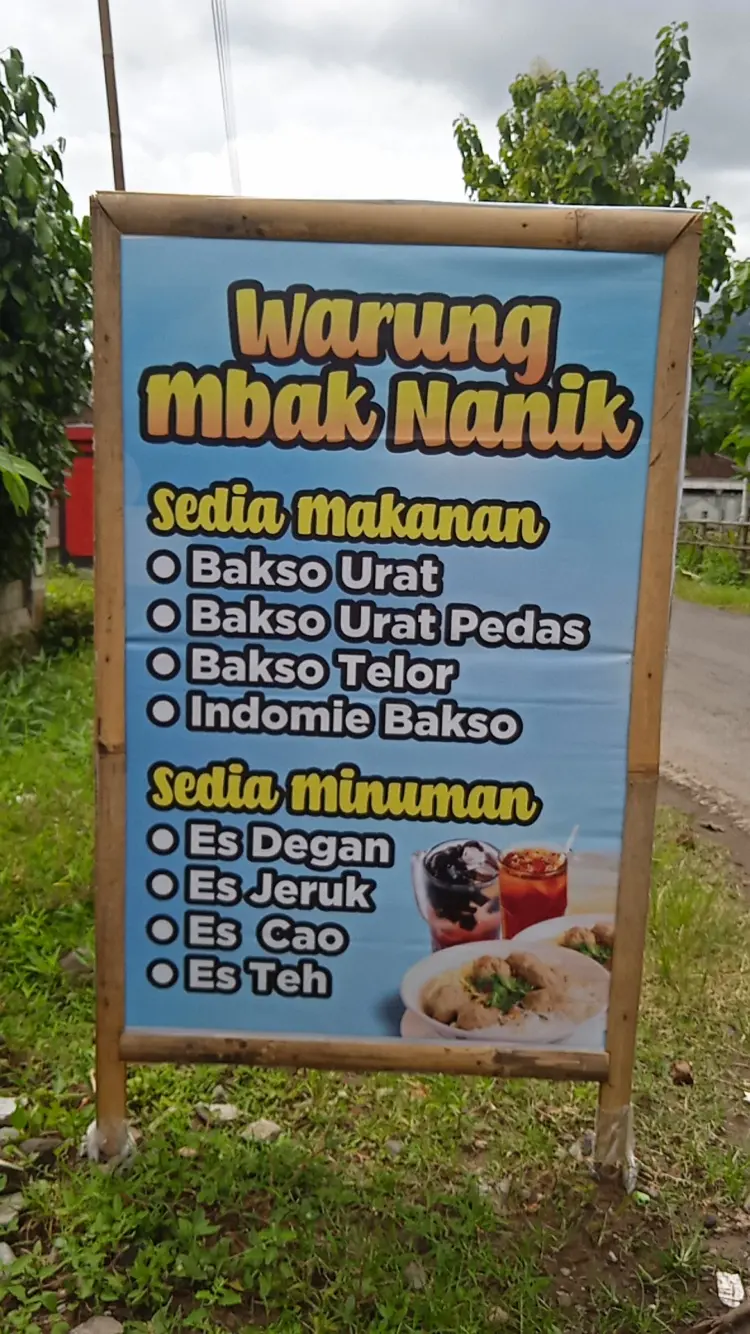 Warung
Mbak Nanik
Sedia Makanan
● Bakso Urat
● Bakso Urat Pedas
● Bakso Telor
● Indomie Bakso
Sedia Minuman
● Es Degan
● Es Jeruk
● Es Cao
● Es Teh